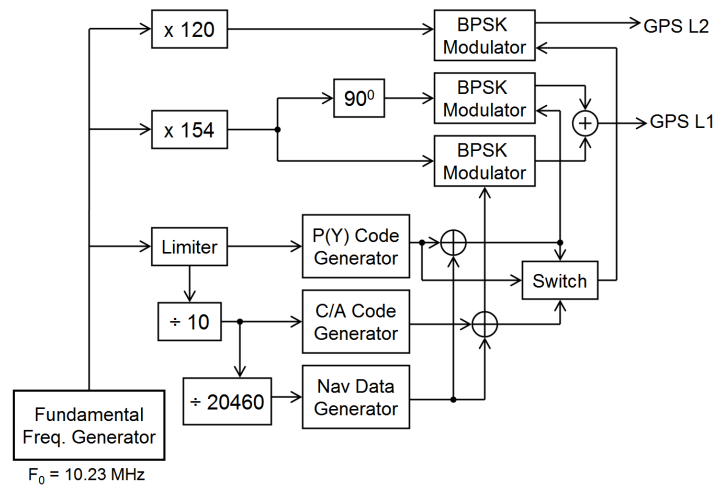 x 120
BPSK
Modulator
GPS L2
x 154
90⁰
BPSK
Modulator
+
GPS L1
BPSK
Modulator
Limiter
P(Y) Code
Generator
Switch
÷ 10
C/A Code
Generator
÷ 20460
Nav Data
Generator
Fundamental
Freq. Generator
F₀ = 10.23 MHz